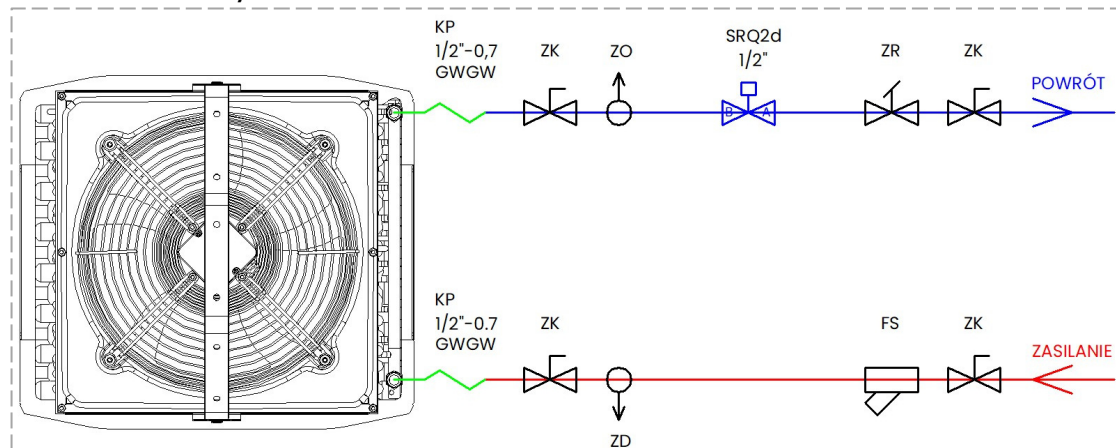 KP
1/2"-0,7
GWGW
ZK
ZO
SRQ2d
1/2"
ZR
ZK
POWRÓT
B
A
KP
1/2"-0.7
GWGW
ZK
ZD
FS
ZK
ZASILANIE